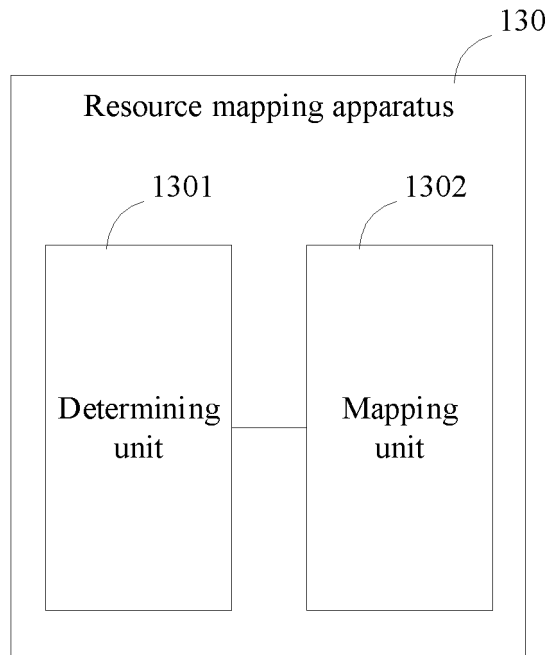 130
Resource mapping apparatus
1301
1302
Determining
unit
Mapping
unit